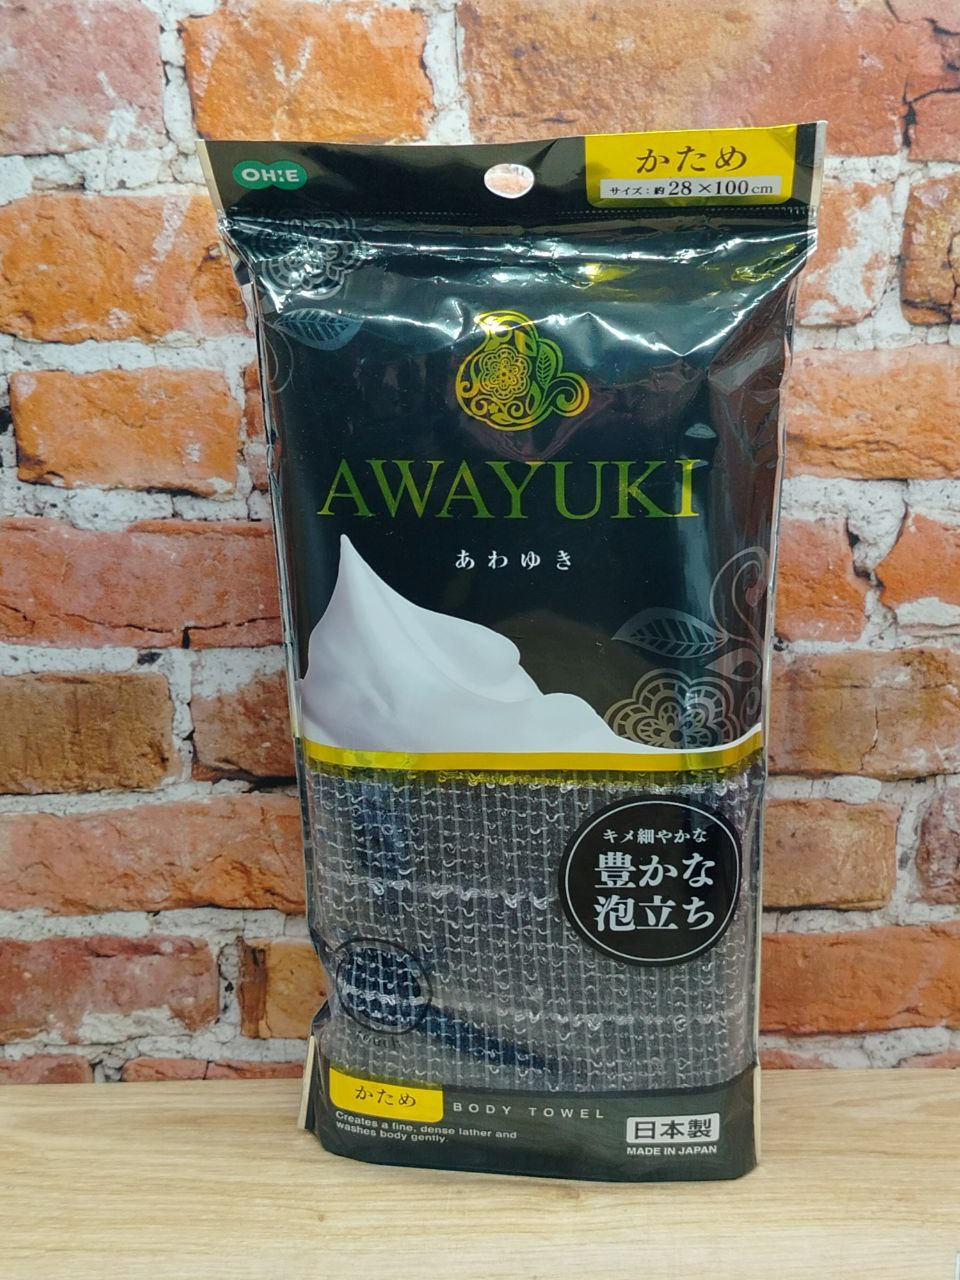 OH:E
かため
サイズ:約28×100cm
AWAYUKI
あわゆき
キメ細やかな
豊かな
泡立ち
かため
BODY TOWEL
Creates a fine, dense lather and
washes body gently.
日本製
MADE IN JAPAN